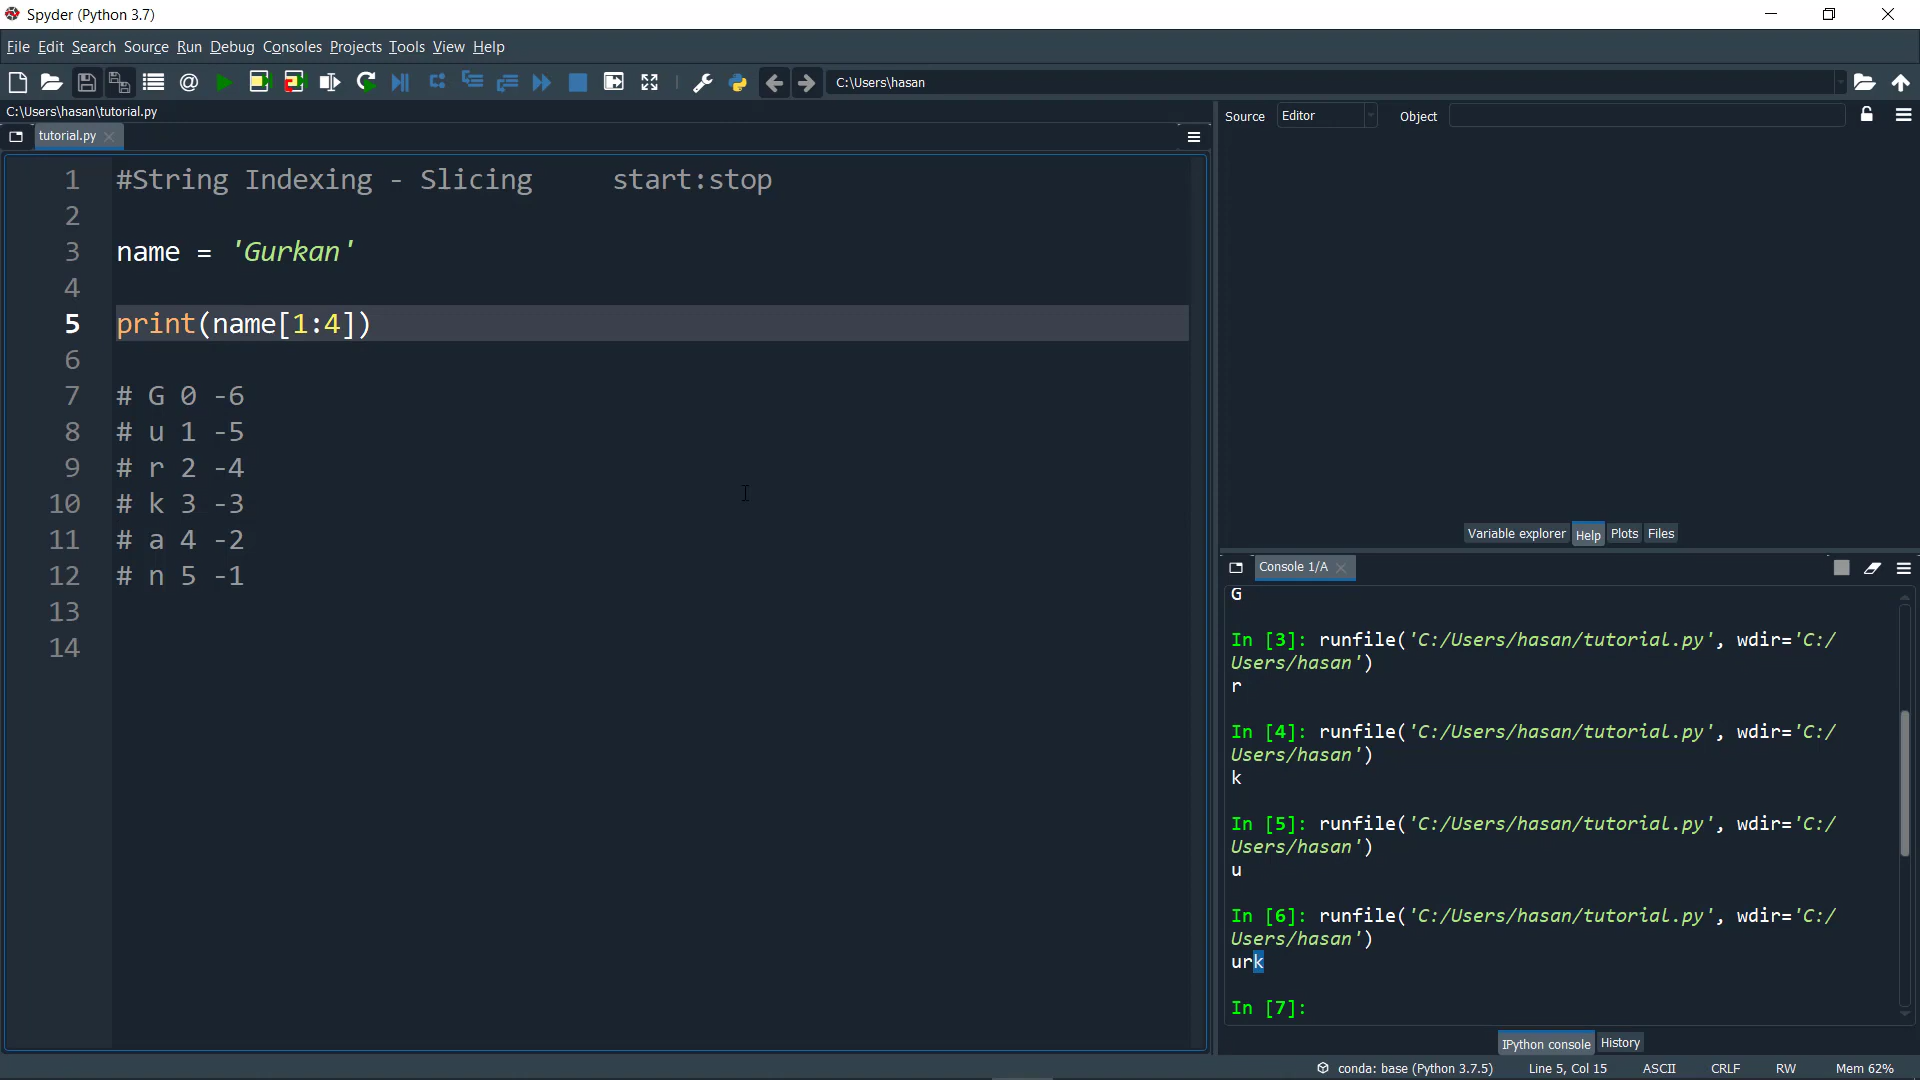 Spyder (Python 3.7)
File Edit Search Source Run Debug Consoles Projects Tools View Help
C:\Users\hasan
C:\Users\hasan\tutorial.py
tutorial.py
1 #String Indexing - Slicing start:stop
2
3 name = 'Gurkan'
4
5 print(name[1:4])
6
7 # G 0 -6
8 # u 1 -5
9 # r 2 -4
10 # k 3 -3
11 # a 4 -2
12 # n 5 -1
13
14
Source Editor Object
Variable explorer Help Plots Files
Console 1/A
G
In [3]: runfile('C:/Users/hasan/tutorial.py', wdir='C:/
Users/hasan')
r
In [4]: runfile('C:/Users/hasan/tutorial.py', wdir='C:/
Users/hasan')
k
In [5]: runfile('C:/Users/hasan/tutorial.py', wdir='C:/
Users/hasan')
u
In [6]: runfile('C:/Users/hasan/tutorial.py', wdir='C:/
Users/hasan')
urk
In [7]:
IPython console History
conda: base (Python 3.7.5) Line 5, Col 15 ASCII CRLF RW Mem 62%